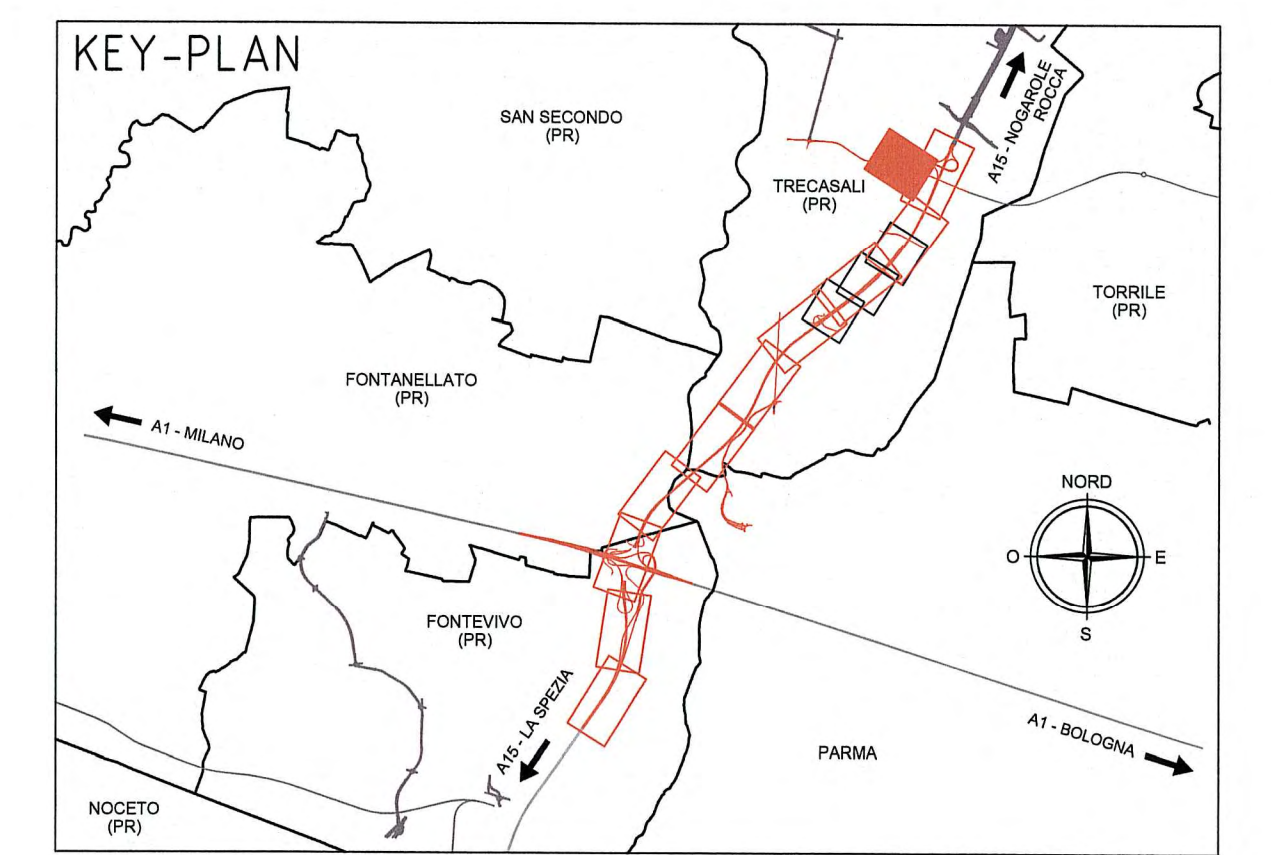 KEY-PLAN
SAN SECONDO
(PR)
A15 - NOGAROLE
ROCCA
TRECASALI
(PR)
TORRILE
(PR)
FONTANELLATO
(PR)
A1 - MILANO
NORD
O
E
S
FONTEVIVO
(PR)
A15 - LA SPEZIA
A1 - BOLOGNA
PARMA
NOCETO
(PR)